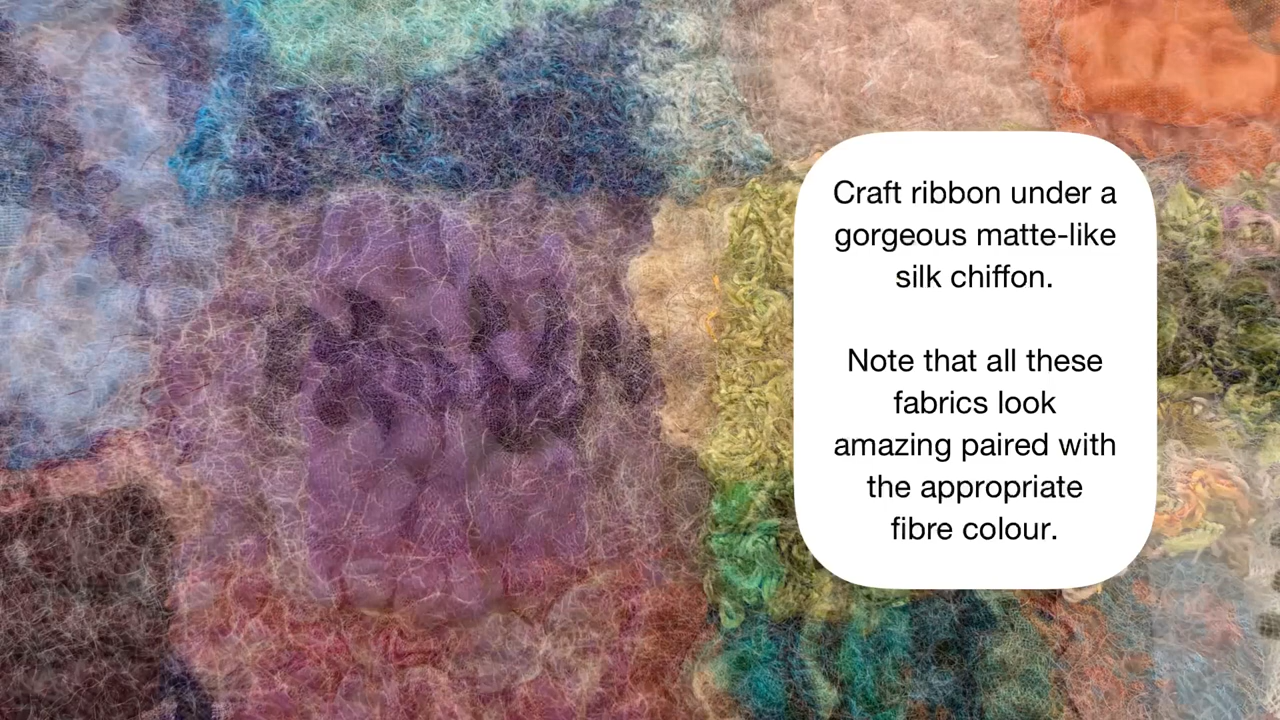 Craft ribbon under a
gorgeous matte-like
silk chiffon.
Note that all these
fabrics look
amazing paired with
the appropriate
fibre colour.